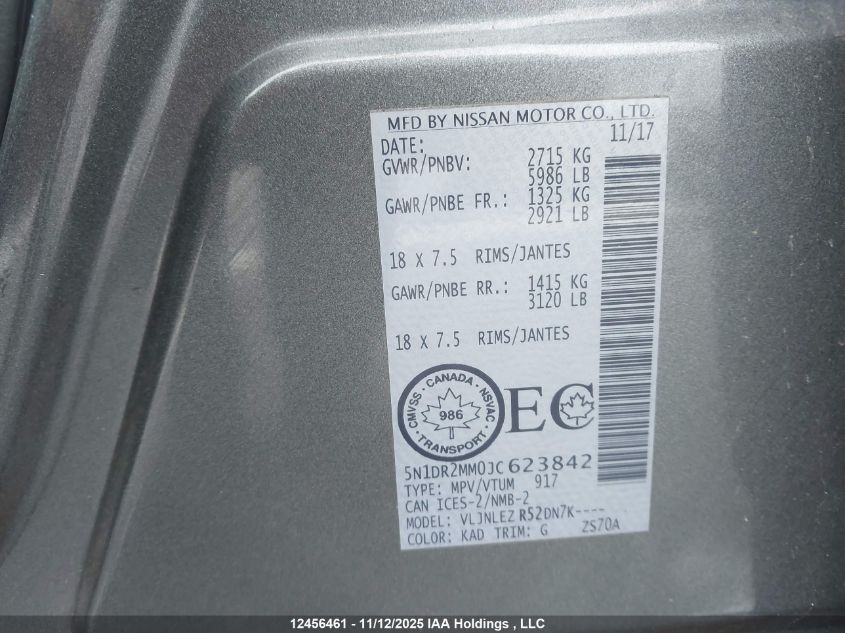 MFD BY NISSAN MOTOR CO., LTD.
DATE: 11/17
GVWR/PNBV: 2715 KG
5986 LB
GAWR/PNBE FR.: 1325 KG
2921 LB
18 X 7.5 RIMS/JANTES
GAWR/PNBE RR.: 1415 KG
3120 LB
18 X 7.5 RIMS/JANTES
CMVSS · CANADA · NSVAC · TRANSPORT ·
986
EC
5N1DR2MM0JC623842
TYPE: MPV/VTUM 917
CAN ICES-2/NMB-2
MODEL: VLJNLEZ R52DN7K----
COLOR: KAD TRIM: G ZS70A
12456461 - 11/12/2025 IAA Holdings , LLC